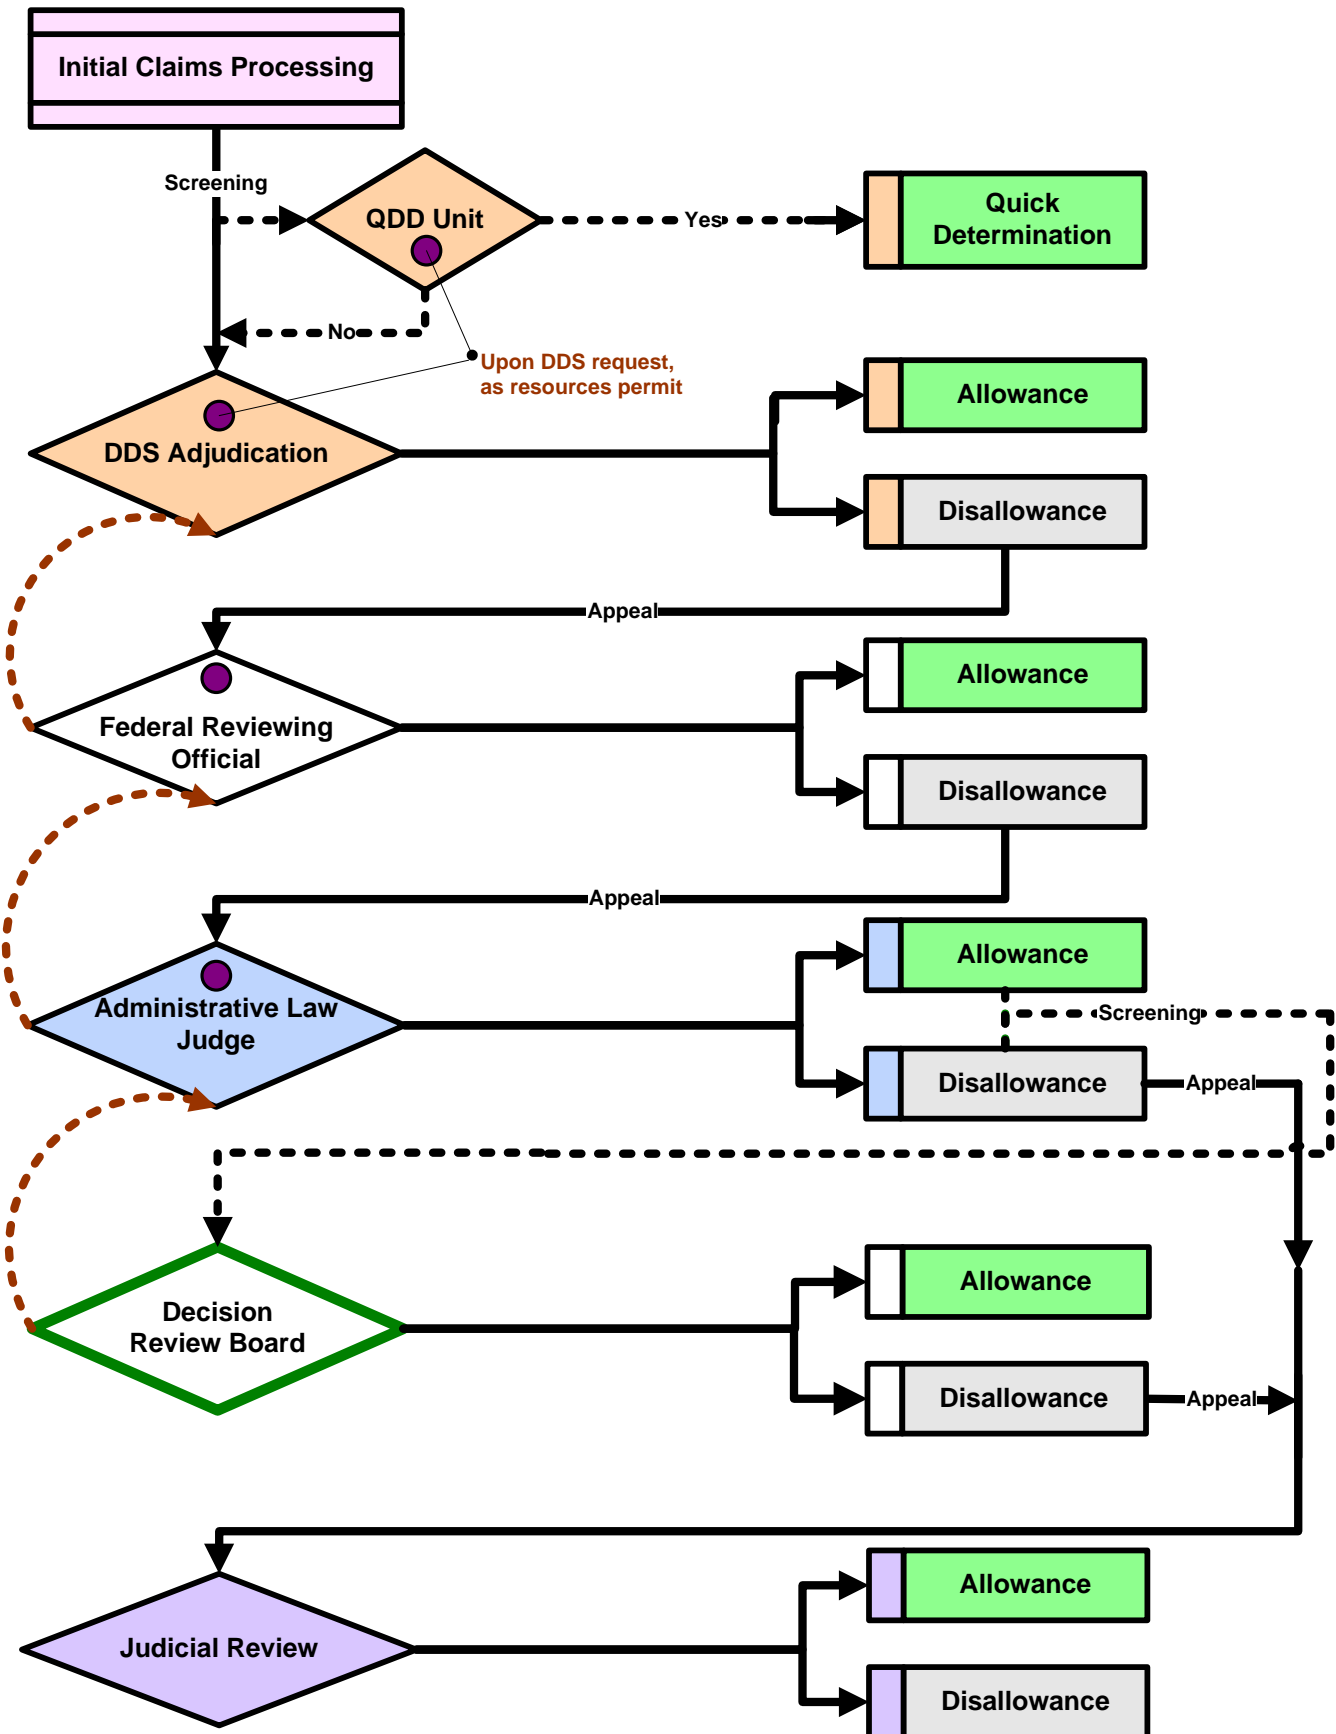 Initial Claims Processing
Screening
QDD Unit
Yes
Quick
Determination
No
Upon DDS request,
as resources permit
DDS Adjudication
Allowance
Disallowance
Appeal
Federal Reviewing
Official
Allowance
Disallowance
Appeal
Administrative Law
Judge
Allowance
Screening
Disallowance
Appeal
Decision
Review Board
Allowance
Disallowance
Appeal
Judicial Review
Allowance
Disallowance